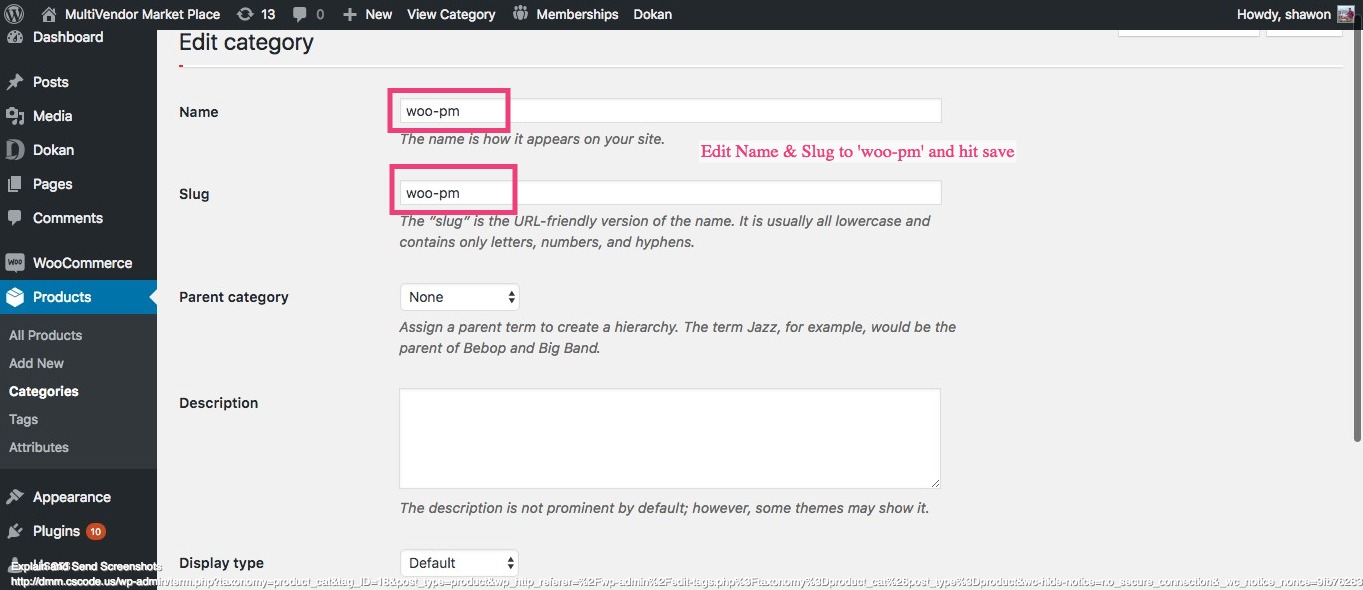 MultiVendor Market Place 13 0 New View Category Memberships Dokan Howdy, shawon
Dashboard
Posts
Media
Dokan
Pages
Comments
WooCommerce
Products
All Products
Add New
Categories
Tags
Attributes
Appearance
Plugins 10
Users
Edit category
Name
woo-pm
The name is how it appears on your site.
Edit Name & Slug to 'woo-pm' and hit save
Slug
woo-pm
The “slug” is the URL-friendly version of the name. It is usually all lowercase and
contains only letters, numbers, and hyphens.
Parent category
None
Assign a parent term to create a hierarchy. The term Jazz, for example, would be the
parent of Bebop and Big Band.
Description
The description is not prominent by default; however, some themes may show it.
Display type
Default
Explain and Send Screenshots
http://dmm.cscode.us/wp-admin/term.php?taxonomy=product_cat&tag_ID=18&post_type=product&wp_http_referer=%2Fwp-admin%2Fedit-tags.php%3Ftaxonomy%3Dproduct_cat%26post_type%3Dproduct&wc-hide-notice=no_secure_connection&_wc_notice_nonce=